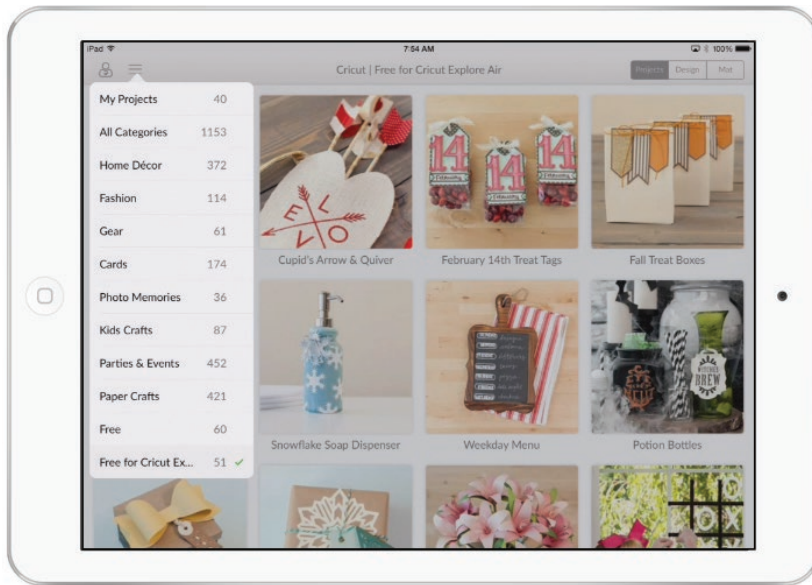 iPad
7:54 AM
100%
Cricut | Free for Cricut Explore Air
Projects
Design
Mat
My Projects 40
All Categories 1153
Home Décor 372
Fashion 114
Gear 61
Cards 174
Photo Memories 36
Kids Crafts 87
Parties & Events 452
Paper Crafts 421
Free 60
Free for Cricut Ex... 51
L
E
V O
14
14
14
Cupid's Arrow & Quiver
February 14th Treat Tags
Fall Treat Boxes
WITCHES
BREW
Snowflake Soap Dispenser
Weekday Menu
Potion Bottles
O
O X